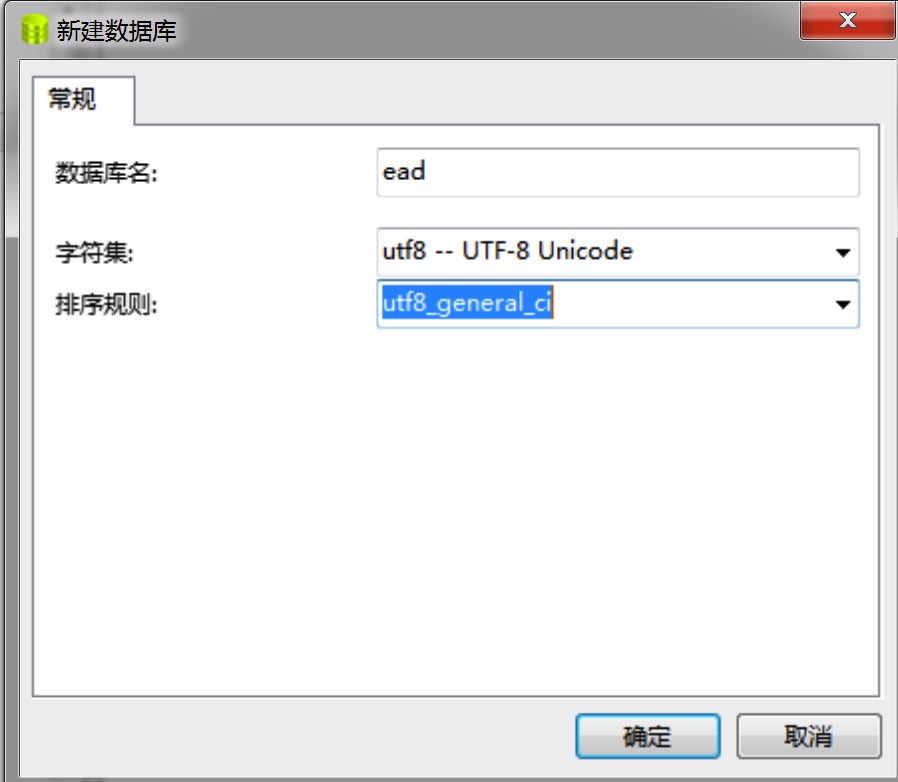 新建数据库
常规
数据库名: ead
字符集: utf8 -- UTF-8 Unicode
排序规则: utf8_general_ci
确定 取消